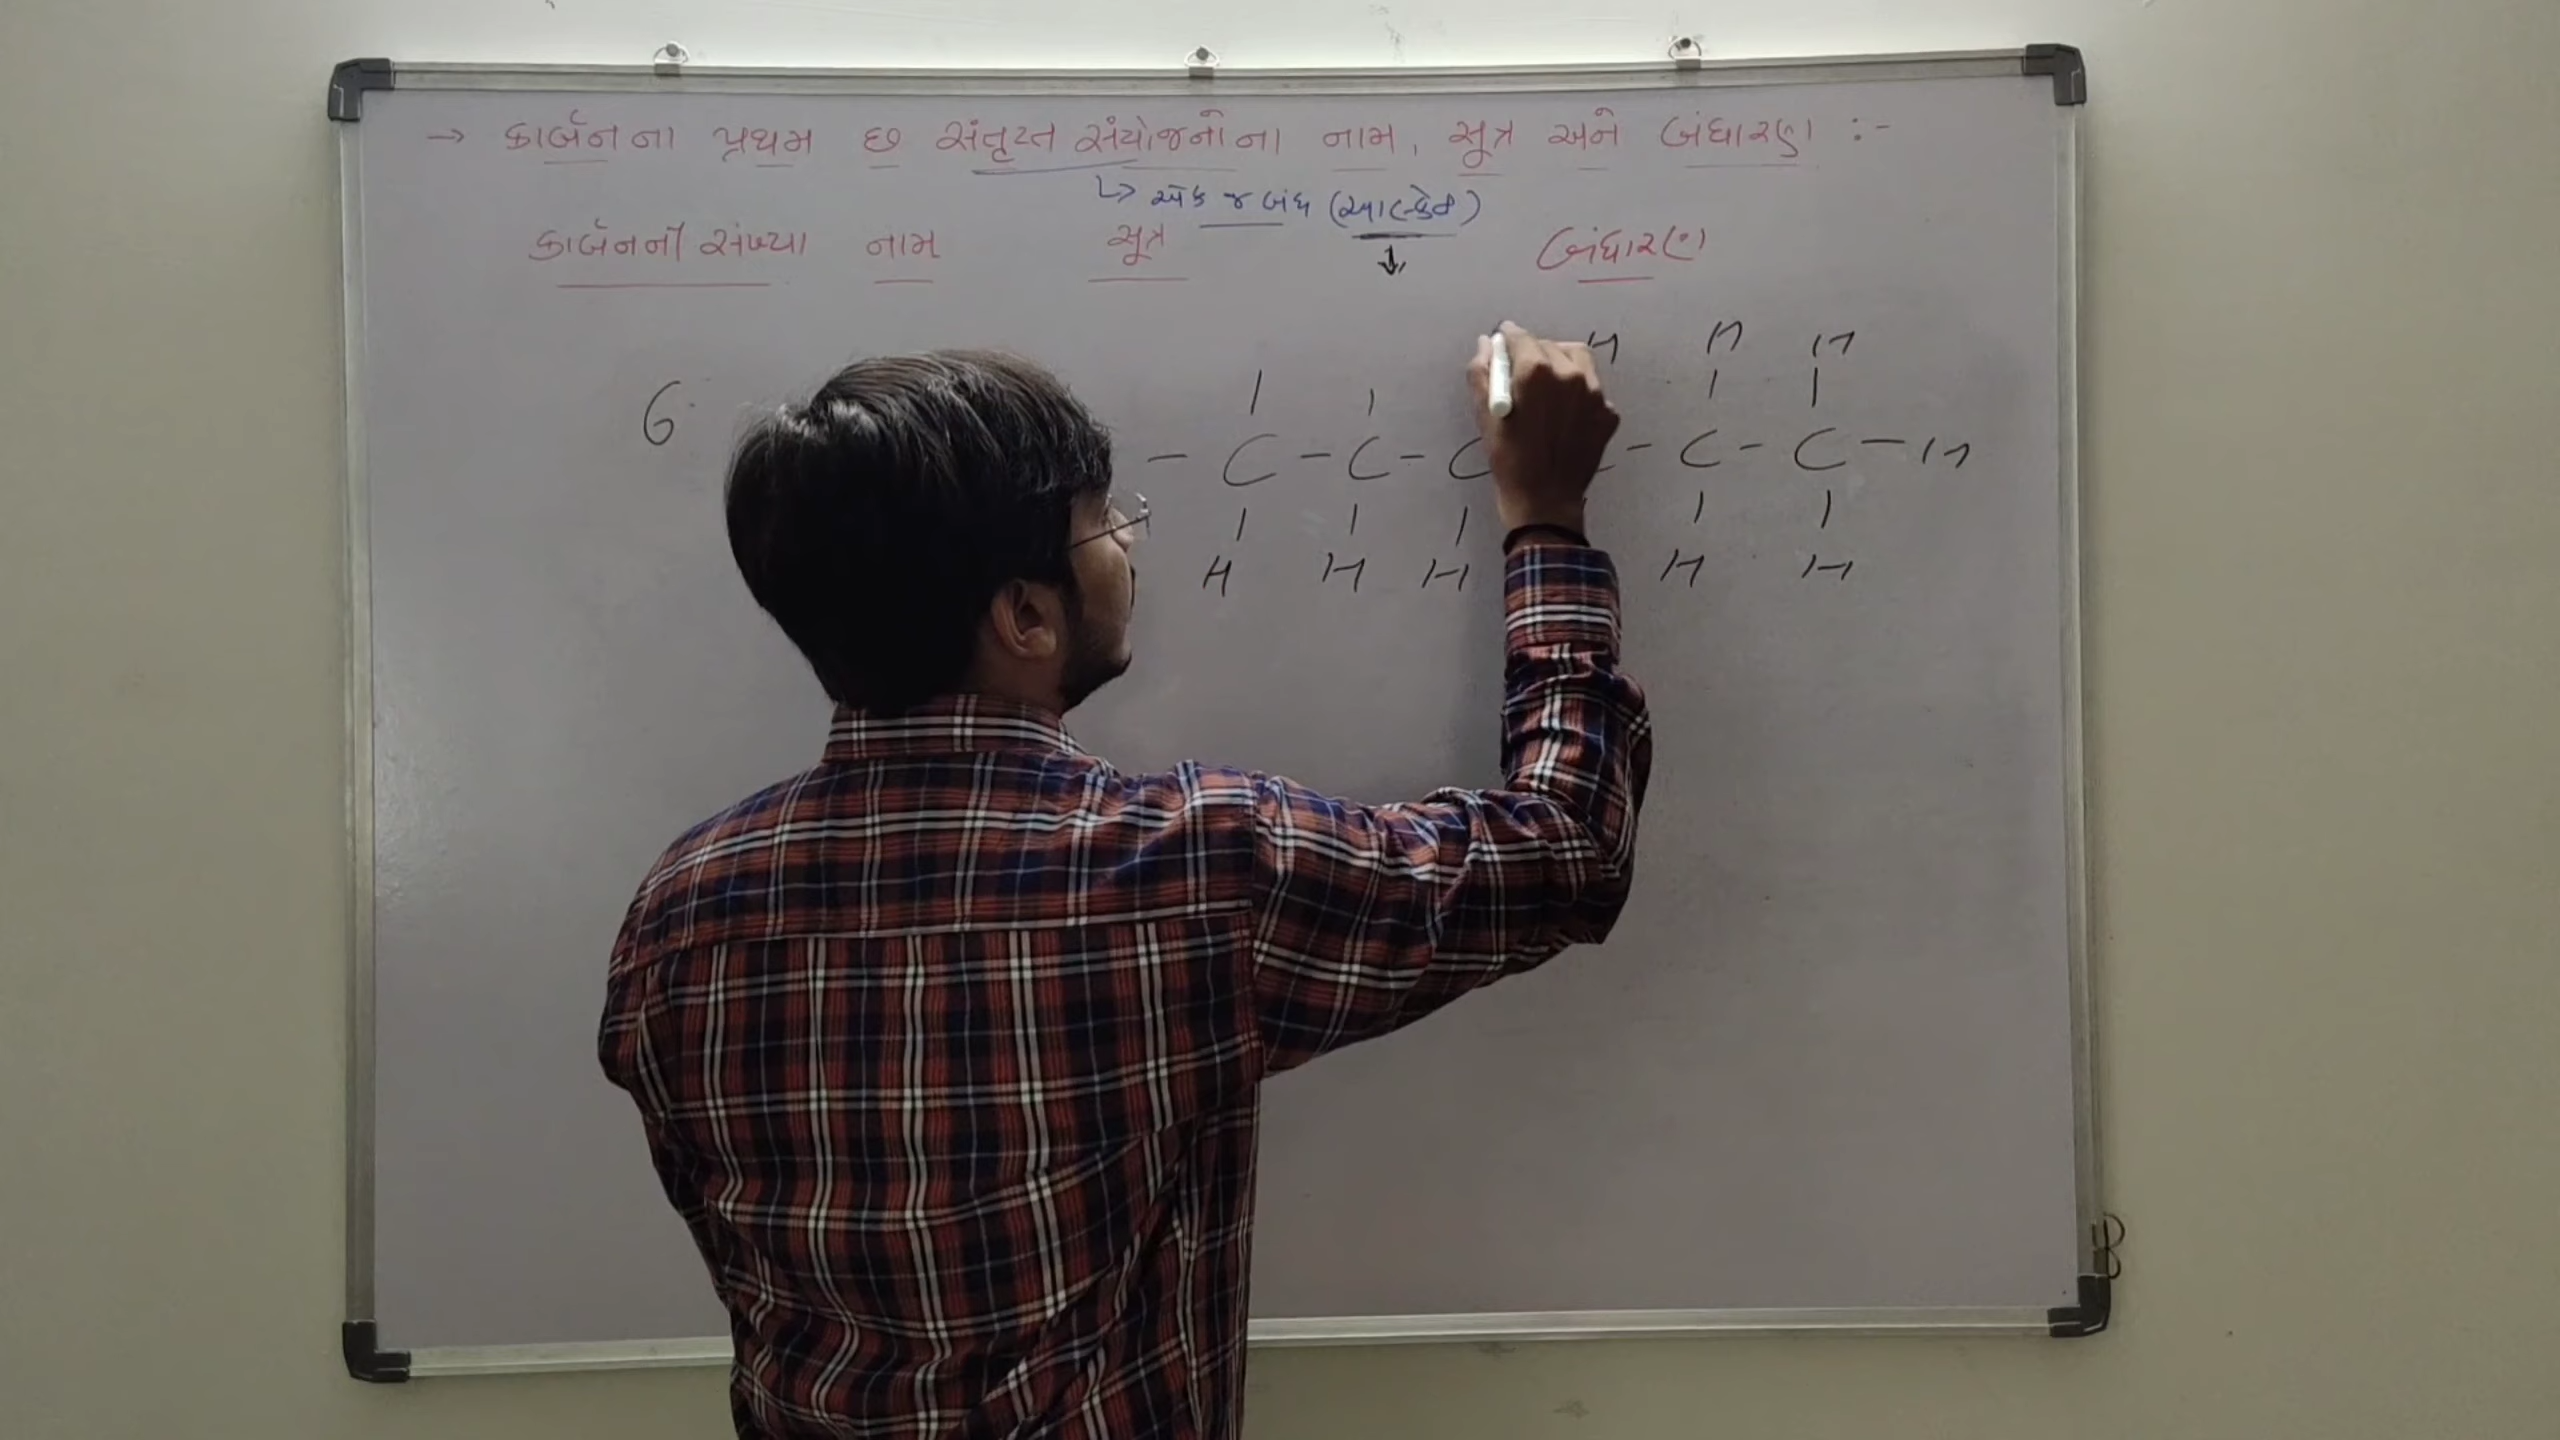 → કાર્બનના પ્રથમ છ સંતૃપ્ત સંયોજનોના નામ, સૂત્ર અને બંધારણ :-
↳ એક જ બંધ (આલ્કેન)
કાર્બનની સંખ્યા નામ સૂત્ર બંધારણ
↓
H H H
6 - C - C - C - C - C - C - H
H H H H H